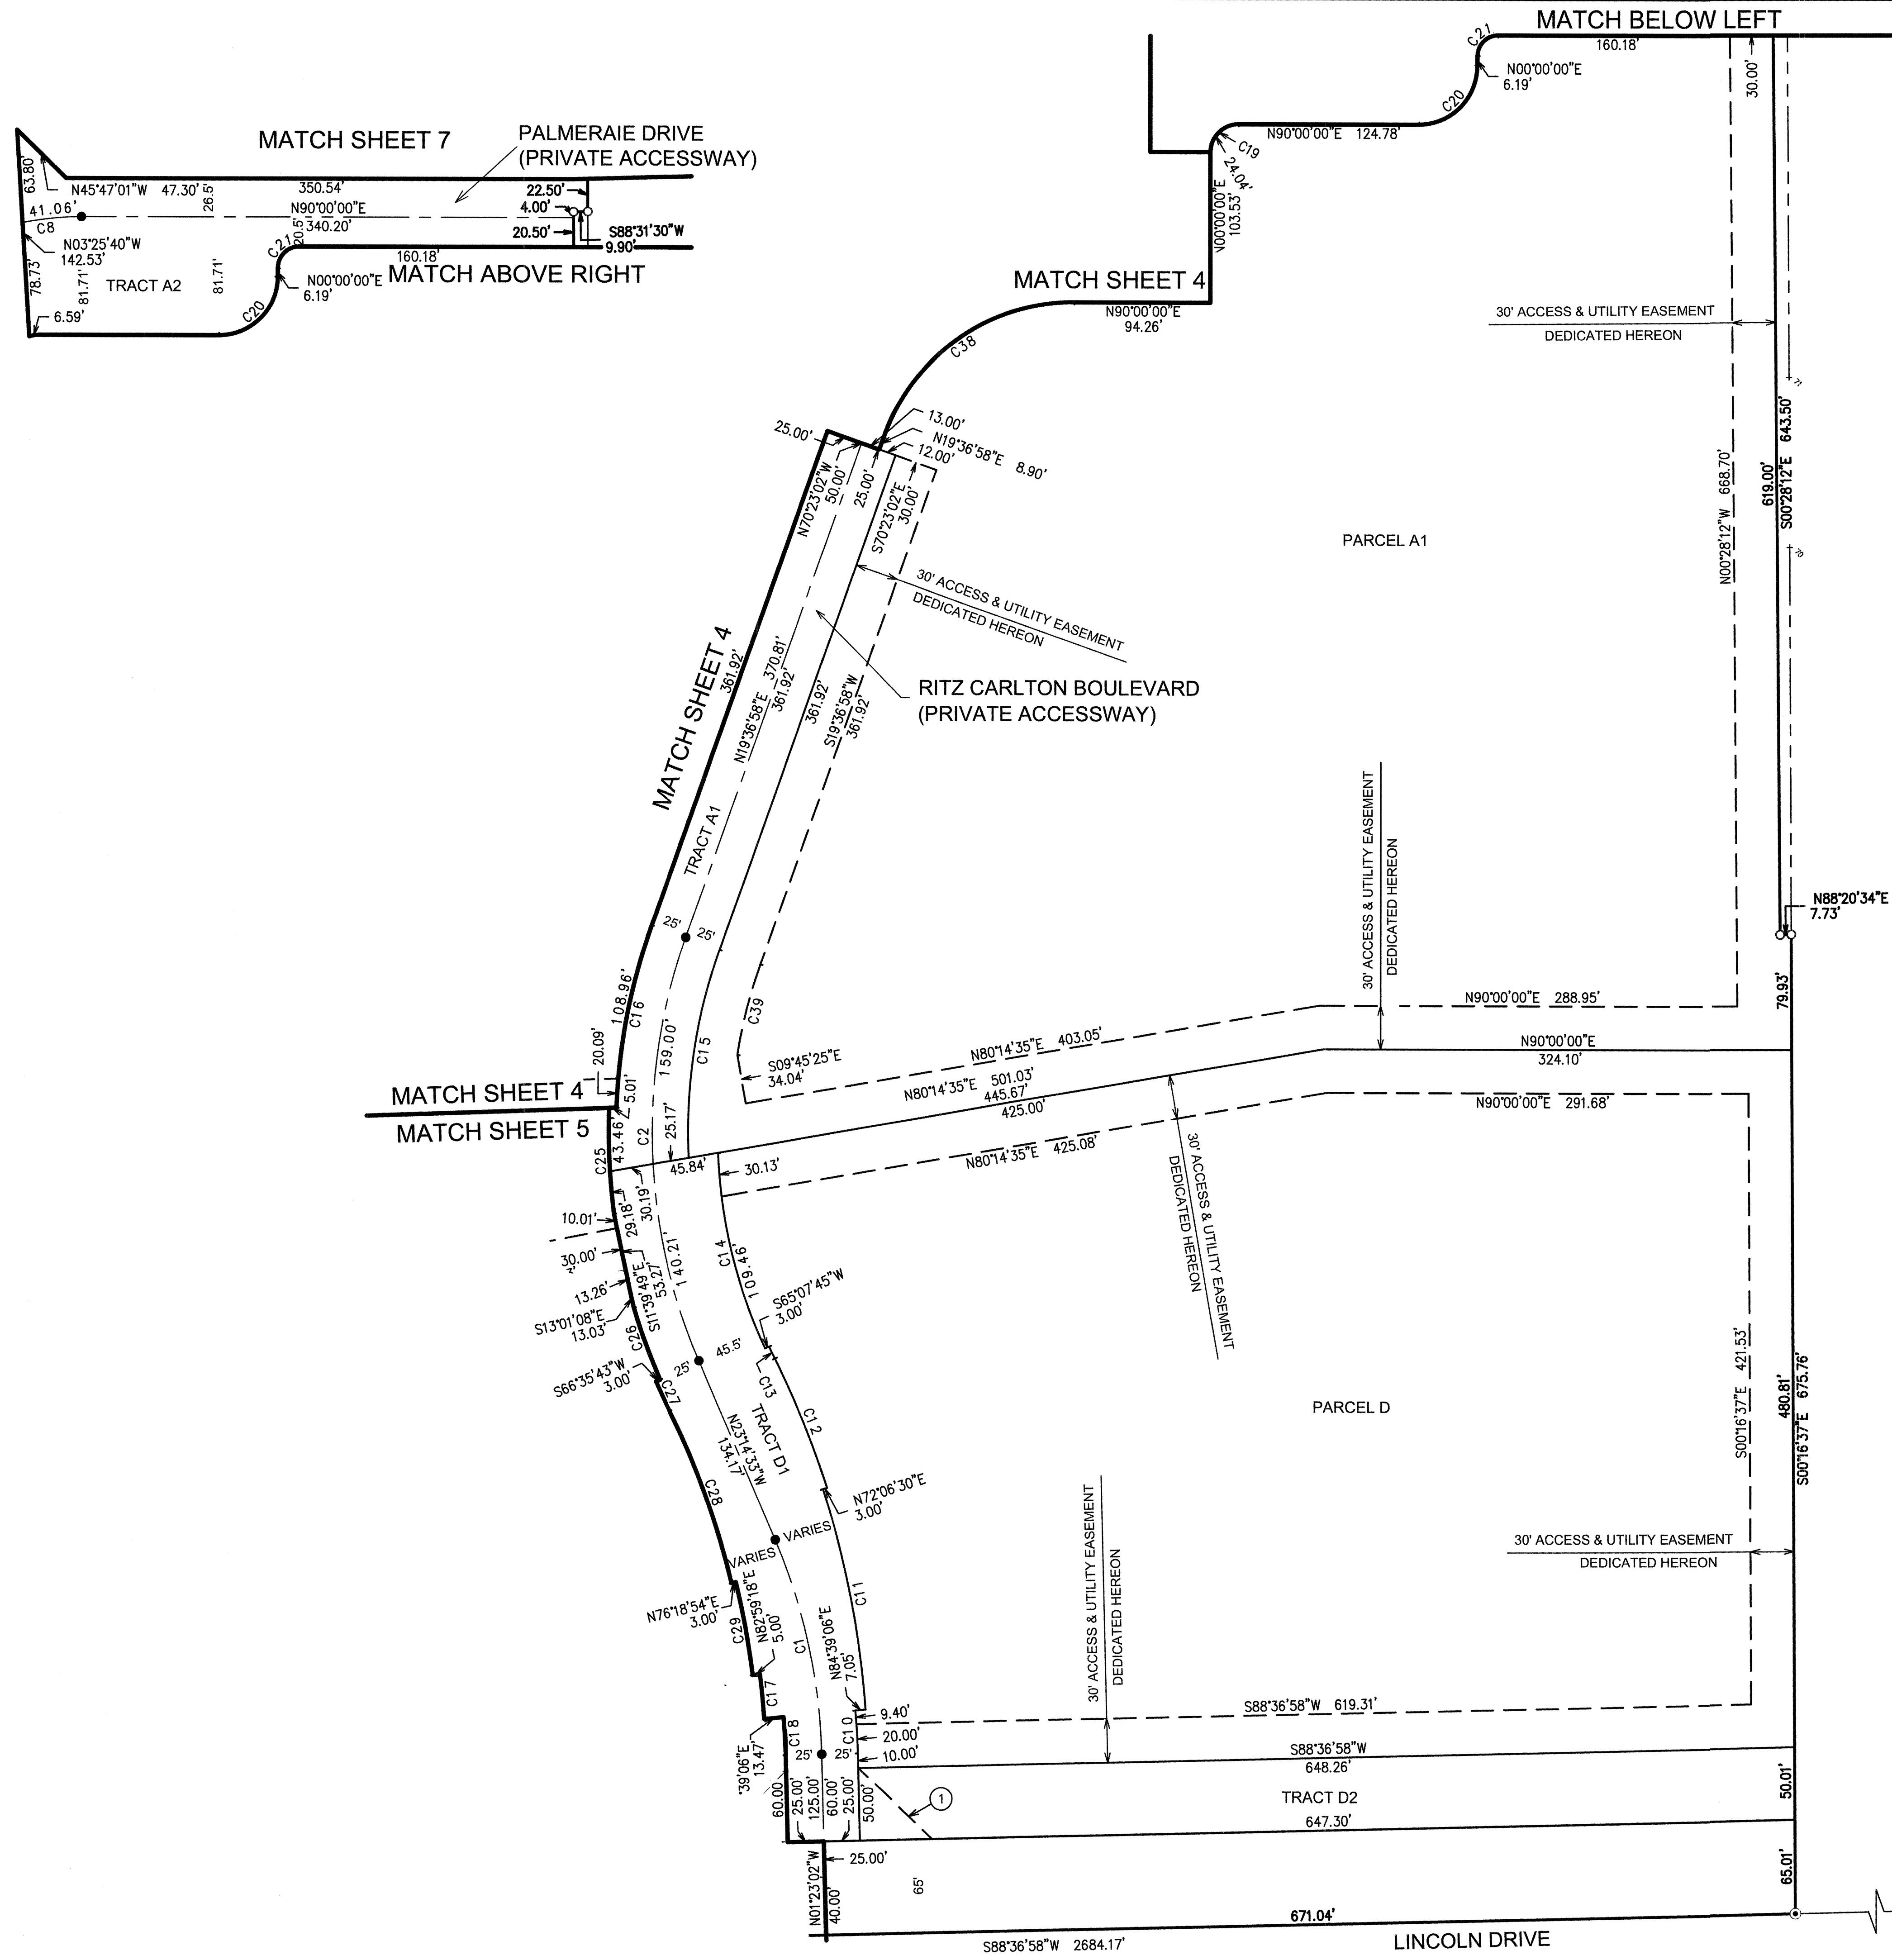 MATCH BELOW LEFT
C21
160.18'
N00°00'00"E
6.19'
30.00'
C20
N90°00'00"E 124.78'
C19
24.04'
N00°00'00"E
103.53'
MATCH SHEET 7
PALMERAIE DRIVE
(PRIVATE ACCESSWAY)
63.80'
N45°47'01"W 47.30'
26.5'
350.54'
22.50'
41.06'
N90°00'00"E
340.20'
4.00'
C8
20.5'
20.50'
S88°31'30"W
9.90'
N03°25'40"W
142.53'
C21
160.18'
MATCH ABOVE RIGHT
78.73'
81.71'
TRACT A2
81.71'
N00°00'00"E
6.19'
6.59'
C20
MATCH SHEET 4
N90°00'00"E
94.26'
C38
30' ACCESS & UTILITY EASEMENT
DEDICATED HEREON
71
25.00'
13.00'
N19°36'58"E 8.90'
12.00'
N70°23'02"W
50.00'
25.00'
S70°23'02"E
30.00'
N00°28'12"W 668.70'
619.00'
S00°28'12"E 643.50'
70
PARCEL A1
30' ACCESS & UTILITY EASEMENT
DEDICATED HEREON
MATCH SHEET 4
361.92'
N19°36'58"E 370.81'
361.92'
361.92'
S19°36'58"W
361.92'
RITZ CARLTON BOULEVARD
(PRIVATE ACCESSWAY)
TRACT A1
30' ACCESS & UTILITY EASEMENT
DEDICATED HEREON
N88°20'34"E
7.73'
25'
25'
108.96'
C16
C39
79.93'
N90°00'00"E 288.95'
20.09'
159.00'
C15
S09°45'25"E
34.04'
N80°14'35"E 403.05'
N90°00'00"E
324.10'
MATCH SHEET 4
5.01'
N80°14'35"E 501.03'
445.67'
425.00'
N90°00'00"E 291.68'
MATCH SHEET 5
43.46'
C2
25.17'
C25
45.84'
30.13'
N80°14'35"E 425.08'
30' ACCESS & UTILITY EASEMENT
DEDICATED HEREON
29.18'
30.19'
10.01'
30.00'
13.26'
S11°39'49"E
53.27'
140.21'
C14
109.46'
S65°07'45"W
3.00'
S13°01'08"E
13.03'
C26
S66°35'43"W
3.00'
25'
45.5'
C27
C13
TRACT D1
N23°14'33"W
134.17'
C12
PARCEL D
S00°16'37"E 421.53'
480.81'
S00°16'37"E 675.76'
C28
N72°06'30"E
3.00'
VARIES
VARIES
30' ACCESS & UTILITY EASEMENT
DEDICATED HEREON
30' ACCESS & UTILITY EASEMENT
DEDICATED HEREON
N76°18'54"E
3.00'
C29
N82°59'18"E
5.00'
C1
N84°39'06"E
7.05'
C11
C17
C18
C10
9.40'
20.00'
10.00'
S88°36'58"W 619.31'
°39'06"E
13.47'
25'
25'
S88°36'58"W
648.26'
60.00
25.00'
125.00'
60.00'
25.00'
50.00'
1
TRACT D2
50.01'
647.30'
N01°23'02"W
40.00'
25.00'
65'
65.01'
671.04'
S88°36'58"W 2684.17'
LINCOLN DRIVE